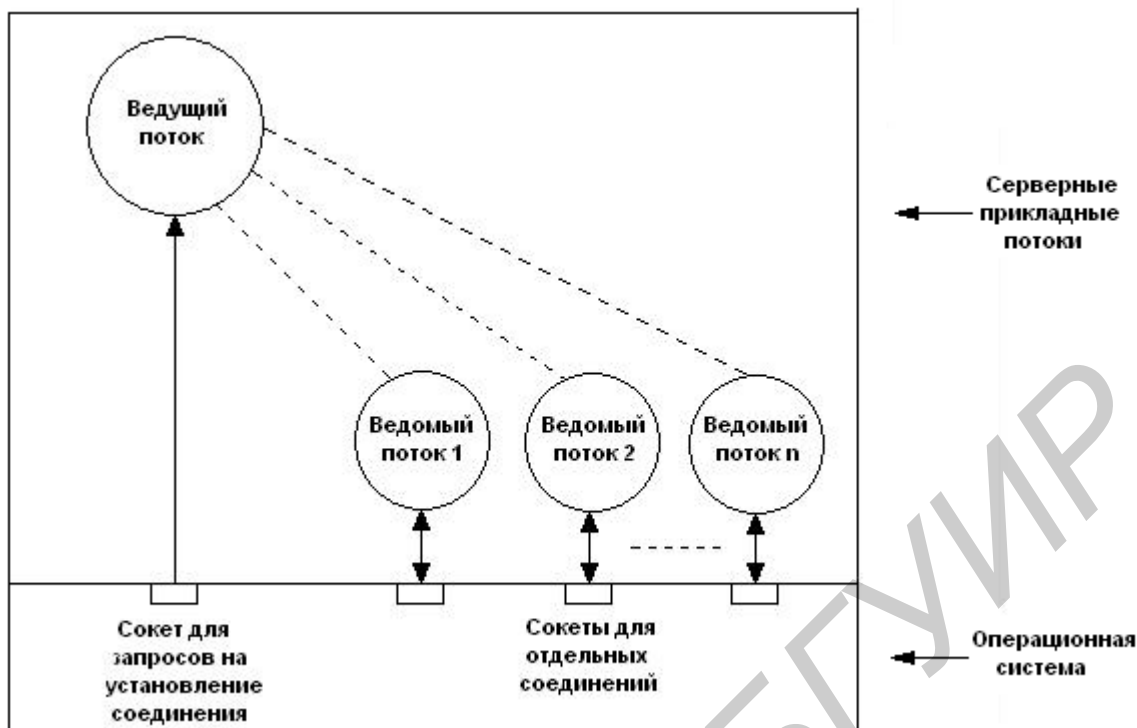 Ведущий
поток
Серверные
прикладные
потоки
Ведомый
поток 1
Ведомый
поток 2
Ведомый
поток n
Сокет для
запросов на
установление
соединения
Сокеты для
отдельных
соединений
Операционная
система
БГУИР